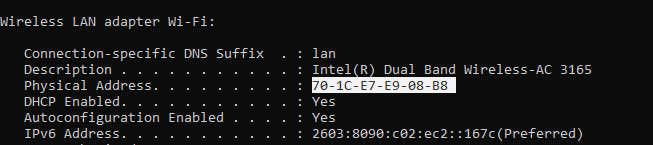 Wireless LAN adapter Wi-Fi:
Connection-specific DNS Suffix  . : lan
Description . . . . . . . . . . . : Intel(R) Dual Band Wireless-AC 3165
Physical Address. . . . . . . . . : 70-1C-E7-E9-08-B8
DHCP Enabled. . . . . . . . . . . : Yes
Autoconfiguration Enabled . . . . : Yes
IPv6 Address. . . . . . . . . . . : 2603:8090:c02:ec2::167c(Preferred)